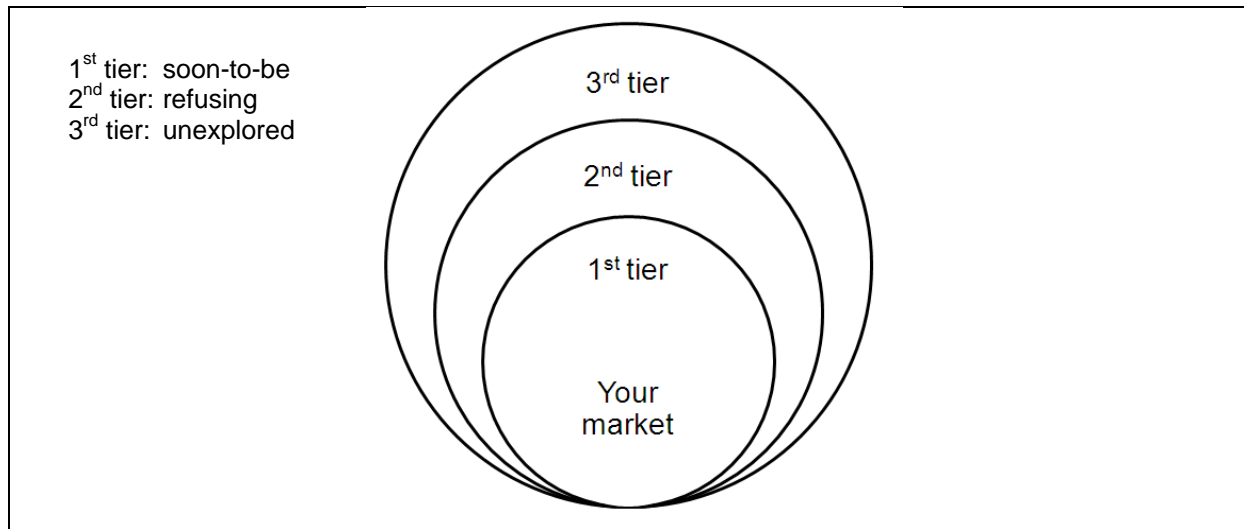 1st tier: soon-to-be
2nd tier: refusing
3rd tier: unexplored
3rd tier
2nd tier
1st tier
Your
market